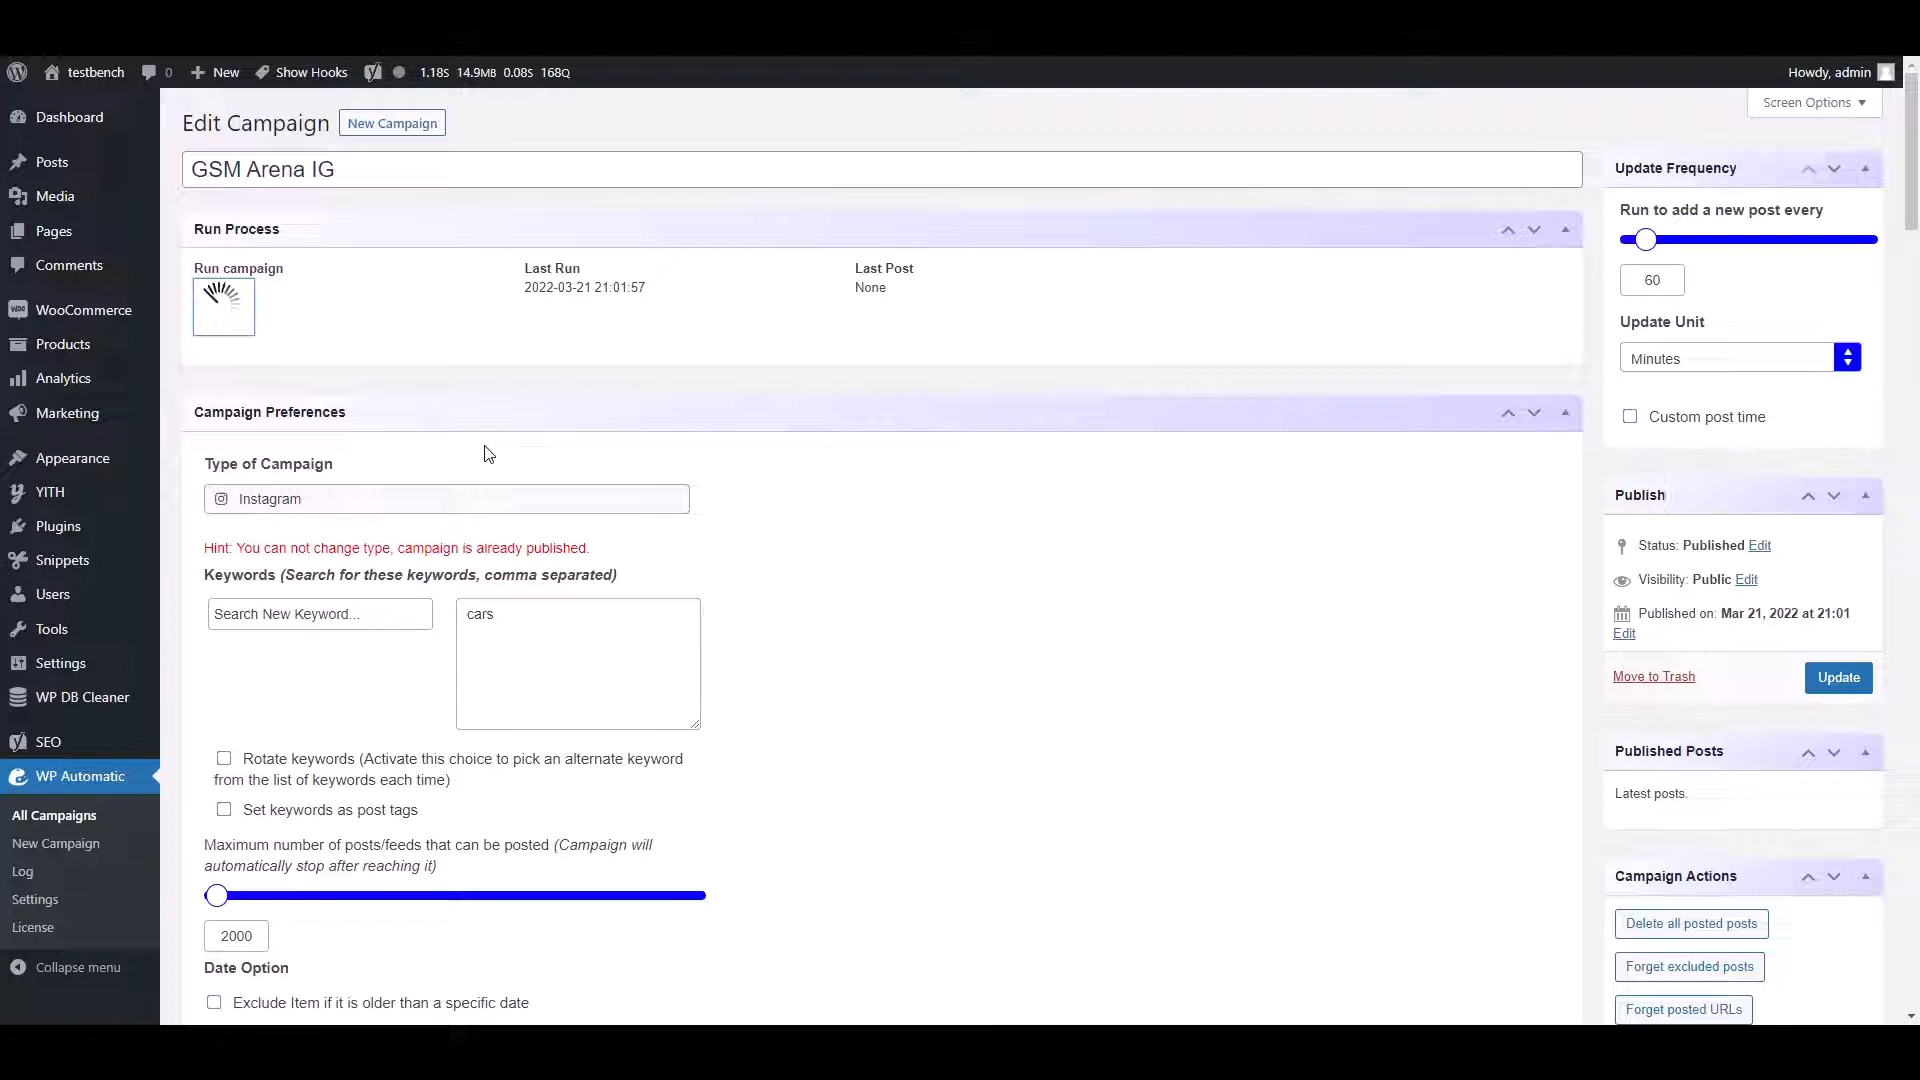 testbench
0
New
Show Hooks
1.18S 14.9MB 0.08S 168Q
Howdy, admin
Dashboard
Posts
Media
Pages
Comments
WooCommerce
Products
Analytics
Marketing
Appearance
YITH
Plugins
Snippets
Users
Tools
Settings
WP DB Cleaner
SEO
WP Automatic
All Campaigns
New Campaign
Log
Settings
License
Collapse menu
Screen Options
Edit Campaign
New Campaign
GSM Arena IG
Run Process
Run campaign
Last Run
2022-03-21 21:01:57
Last Post
None
Campaign Preferences
Type of Campaign
Instagram
Hint: You can not change type, campaign is already published.
Keywords (Search for these keywords, comma separated)
Search New Keyword...
cars
Rotate keywords (Activate this choice to pick an alternate keyword
from the list of keywords each time)
Set keywords as post tags
Maximum number of posts/feeds that can be posted (Campaign will
automatically stop after reaching it)
2000
Date Option
Exclude Item if it is older than a specific date
Update Frequency
Run to add a new post every
60
Update Unit
Minutes
Custom post time
Publish
Status: Published Edit
Visibility: Public Edit
Published on: Mar 21, 2022 at 21:01
Edit
Move to Trash
Update
Published Posts
Latest posts.
Campaign Actions
Delete all posted posts
Forget excluded posts
Forget posted URLs